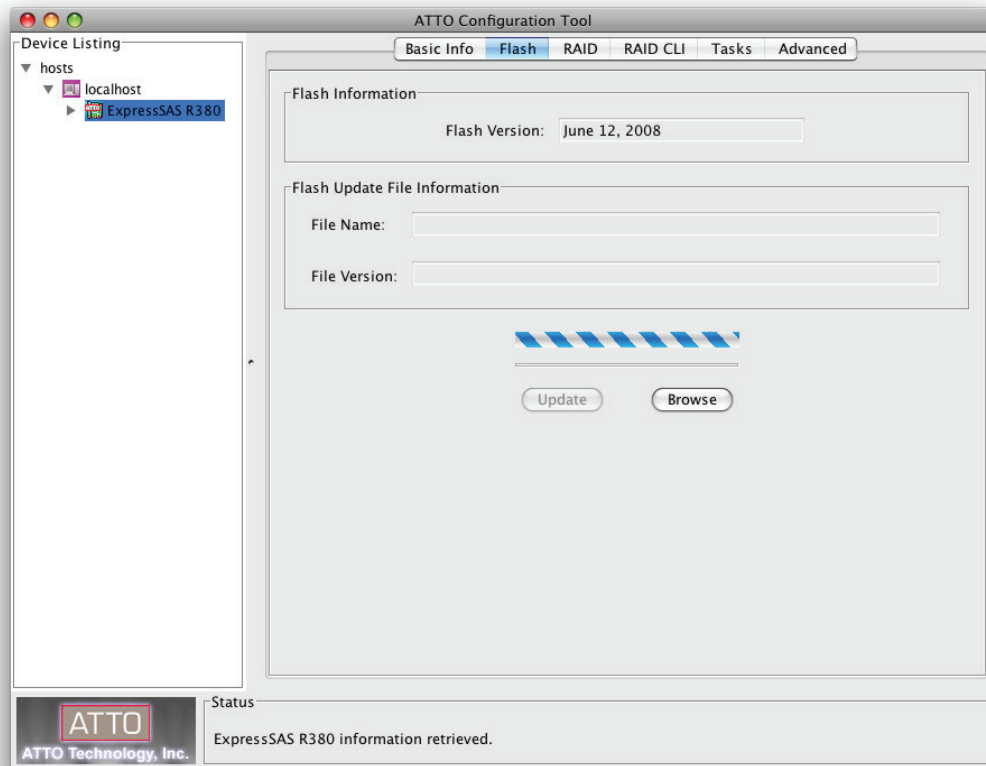 ATTO Configuration Tool
Device Listing
hosts
localhost
ATTO ExpressSAS R380
Basic Info Flash RAID RAID CLI Tasks Advanced
Flash Information
Flash Version: June 12, 2008
Flash Update File Information
File Name:
File Version:
Update Browse
ATTO
ATTO Technology, Inc.
Status
ExpressSAS R380 information retrieved.